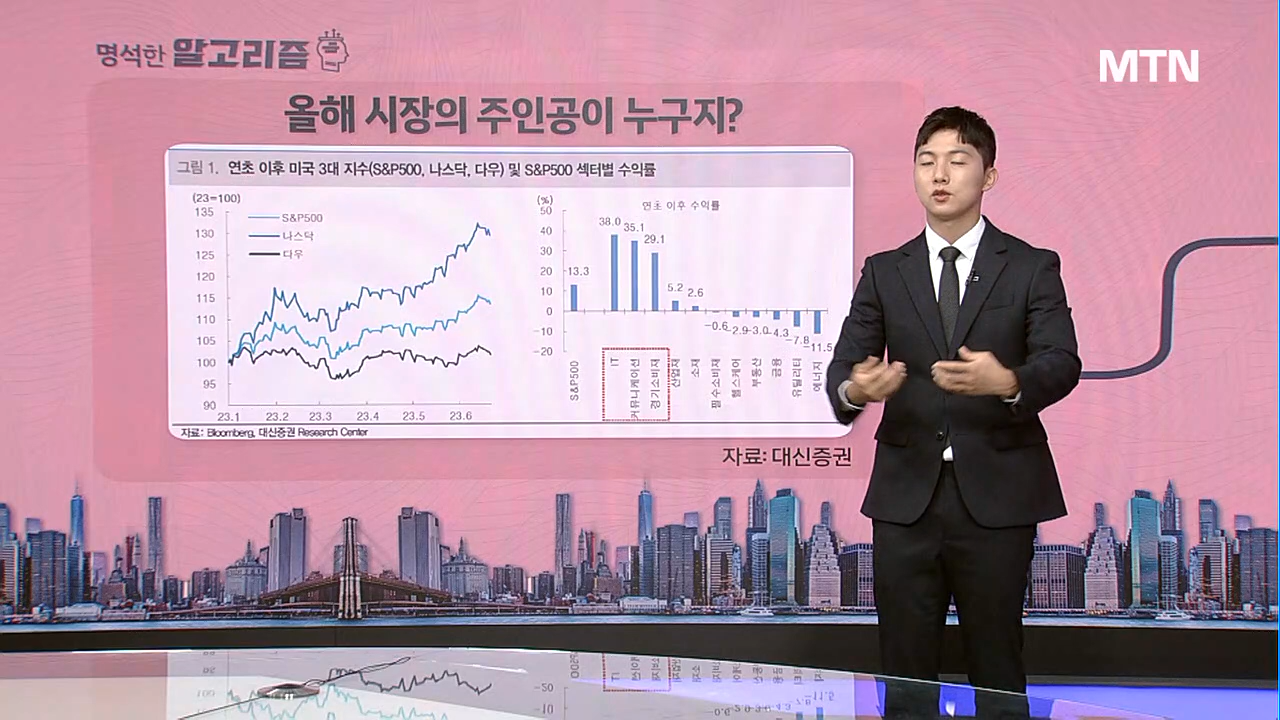 명석한 알고리즘
MTN
올해 시장의 주인공이 누구지?
그림 1. 연초 이후 미국 3대 지수(S&P500, 나스닥, 다우) 및 S&P500 섹터별 수익률
(23=100)
135
130
125
120
115
110
105
100
95
90
S&P500
나스닥
다우
23.1 23.2 23.3 23.4 23.5 23.6
(%)
연초 이후 수익률
50
40
30
20
10
0
-10
-20
13.3 38.0 35.1 29.1 5.2 2.6 -0.6 -2.9 -3.0 -4.3 -7.8 -11.5
S&P500 IT 커뮤니케이션 경기소비재 산업재 소재 필수소비재 헬스케어 부동산 금융 유틸리티 에너지
자료: Bloomberg, 대신증권 Research Center
자료: 대신증권